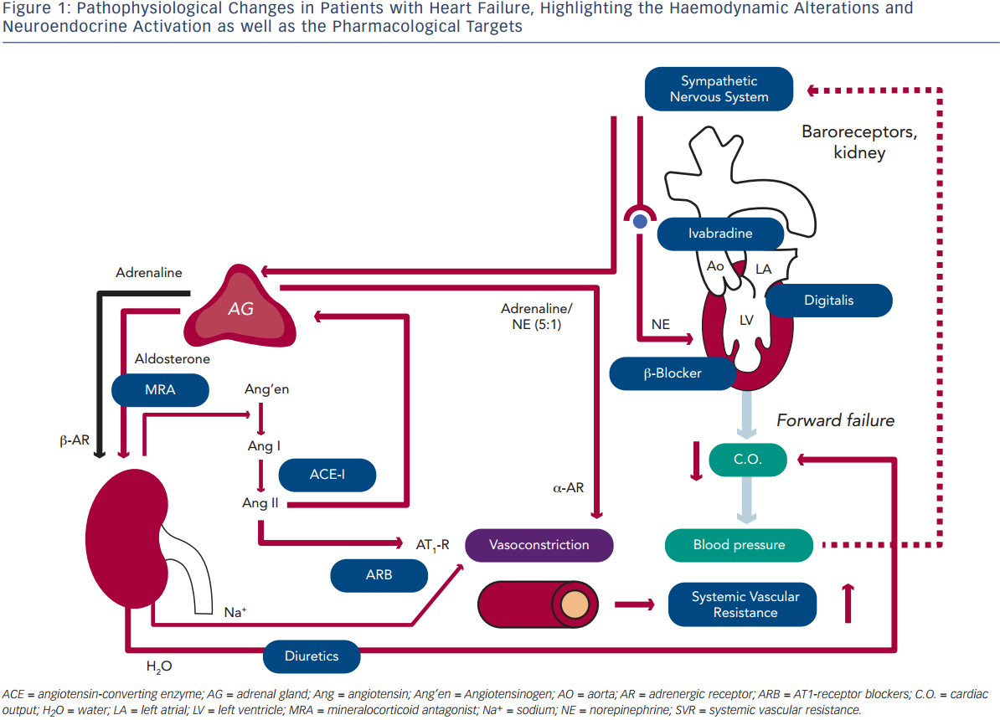 Figure 1: Pathophysiological Changes in Patients with Heart Failure, Highlighting the Haemodynamic Alterations and
Neuroendocrine Activation as well as the Pharmacological Targets
Sympathetic
Nervous System
Baroreceptors,
kidney
Ivabradine
Ao
LA
Digitalis
LV
NE
β-Blocker
Adrenaline
AG
Adrenaline/
NE (5:1)
Aldosterone
MRA
Ang’en
β-AR
Ang I
ACE-I
Ang II
α-AR
Forward failure
C.O.
AT₁-R
Vasoconstriction
Blood pressure
ARB
Na⁺
Systemic Vascular
Resistance
Diuretics
H₂O
ACE = angiotensin-converting enzyme; AG = adrenal gland; Ang = angiotensin; Ang’en = Angiotensinogen; AO = aorta; AR = adrenergic receptor; ARB = AT1-receptor blockers; C.O. = cardiac
output; H₂O = water; LA = left atrial; LV = left ventricle; MRA = mineralocorticoid antagonist; Na⁺ = sodium; NE = norepinephrine; SVR = systemic vascular resistance.